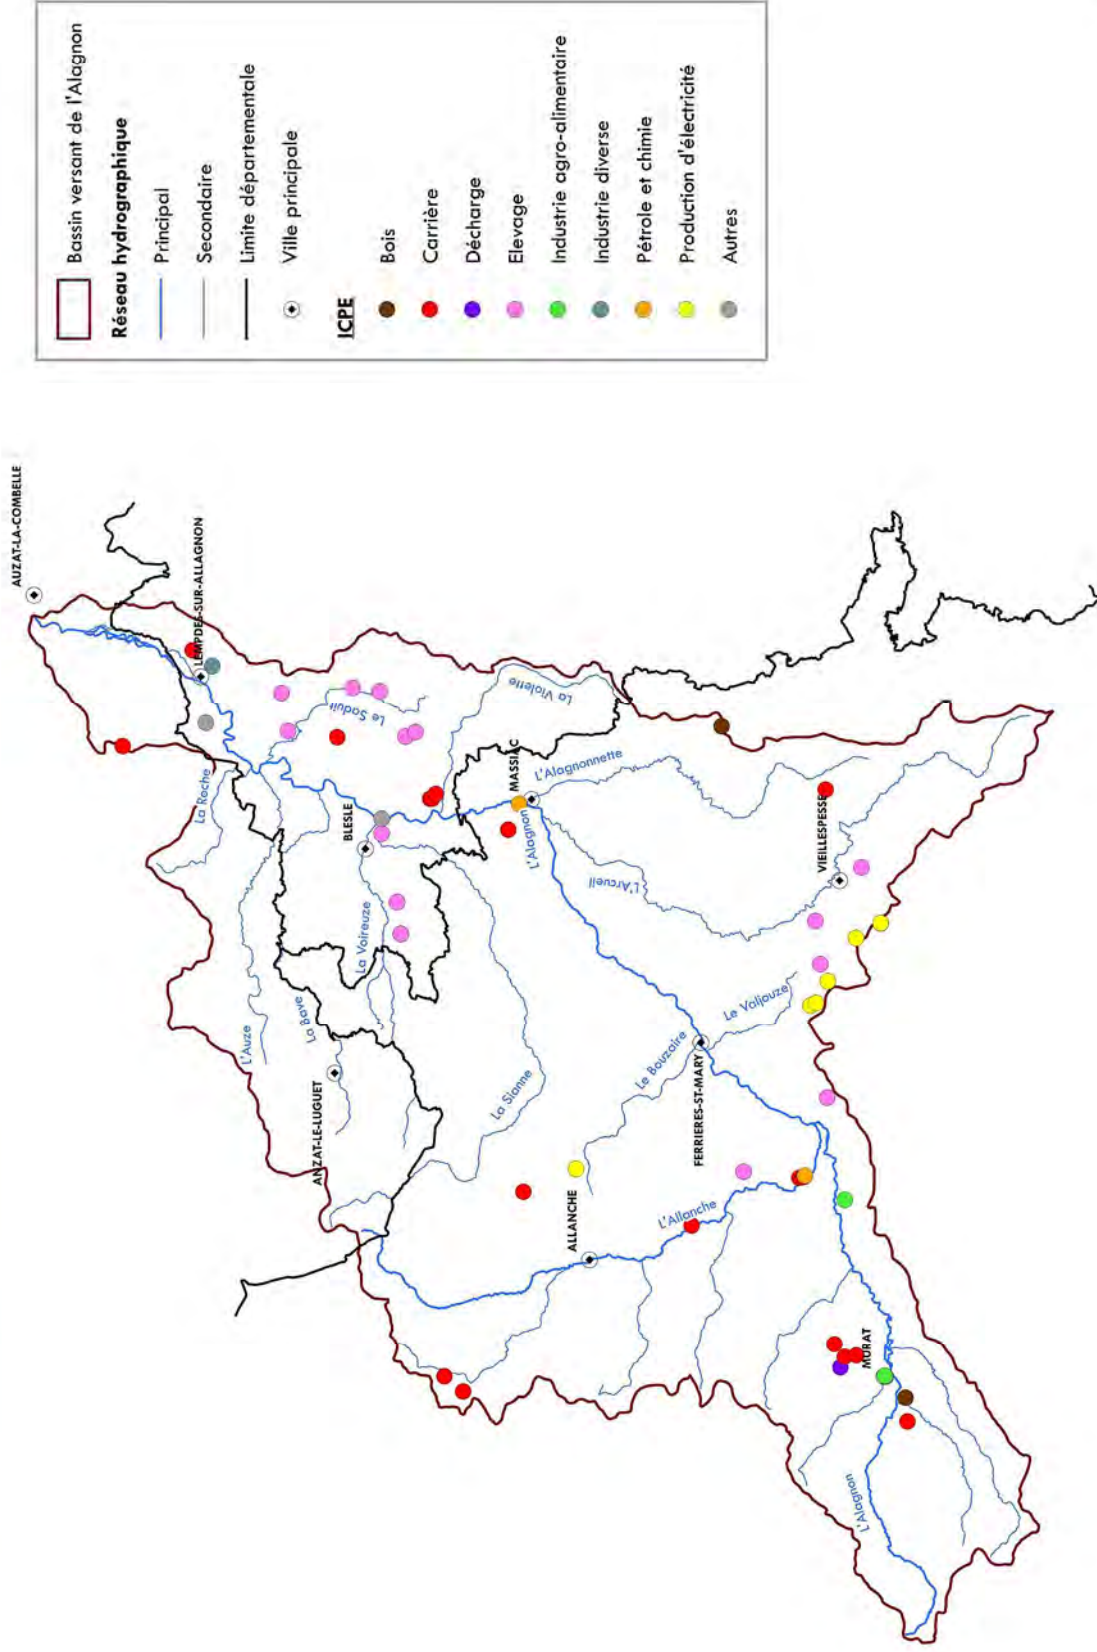 Bassin versant de l'Alagnon
Réseau hydrographique
Principal
Secondaire
Limite départementale
Ville principale
ICPE
Bois
Carrière
Décharge
Elevage
Industrie agro-alimentaire
Industrie diverse
Pétrole et chimie
Production d'électricité
Autres
AUZAT-LA-COMBELLE
LEMPDES-SUR-ALLAGNON
La Roche
Le Saduit
La Violette
L'Auze
La Bave
ANZAT-LE-LUGUET
La Voireuze
BLESLE
La Sianne
MASSIAC
L'Alagnon
L'Alagnonnette
L'Arcueil
VIEILLESPESSE
Le Valjouze
Le Bouzaire
FERRIERES-ST-MARY
ALLANCHE
L'Allanche
MURAT
L'Alagnon